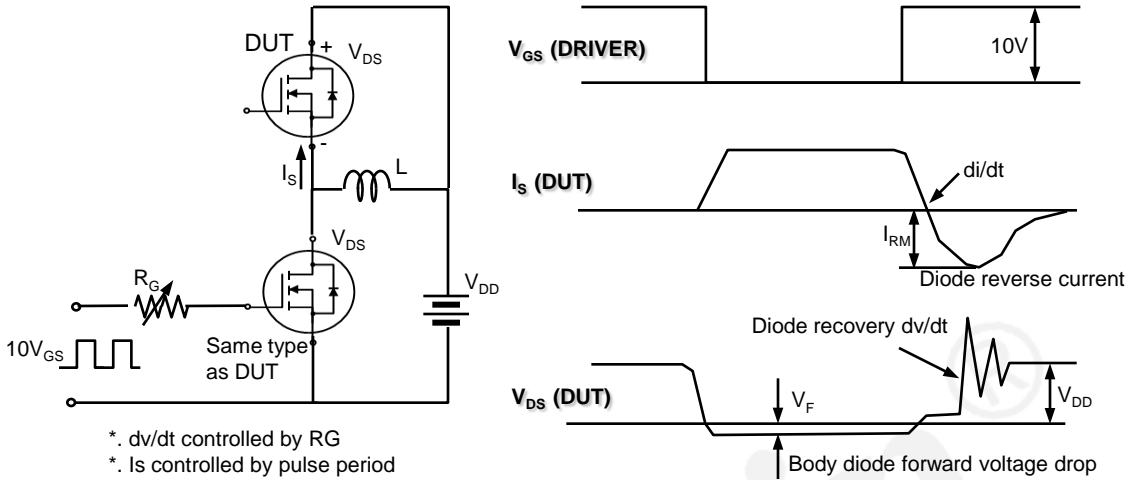 DUT
+
V_DS
-
I_S
L
V_DS
R_G
V_DD
10V_GS
Same type
as DUT
*. dv/dt controlled by RG
*. Is controlled by pulse period
V_GS (DRIVER)
10V
I_S (DUT)
di/dt
I_RM
Diode reverse current
Diode recovery dv/dt
V_DS (DUT)
V_F
V_DD
Body diode forward voltage drop